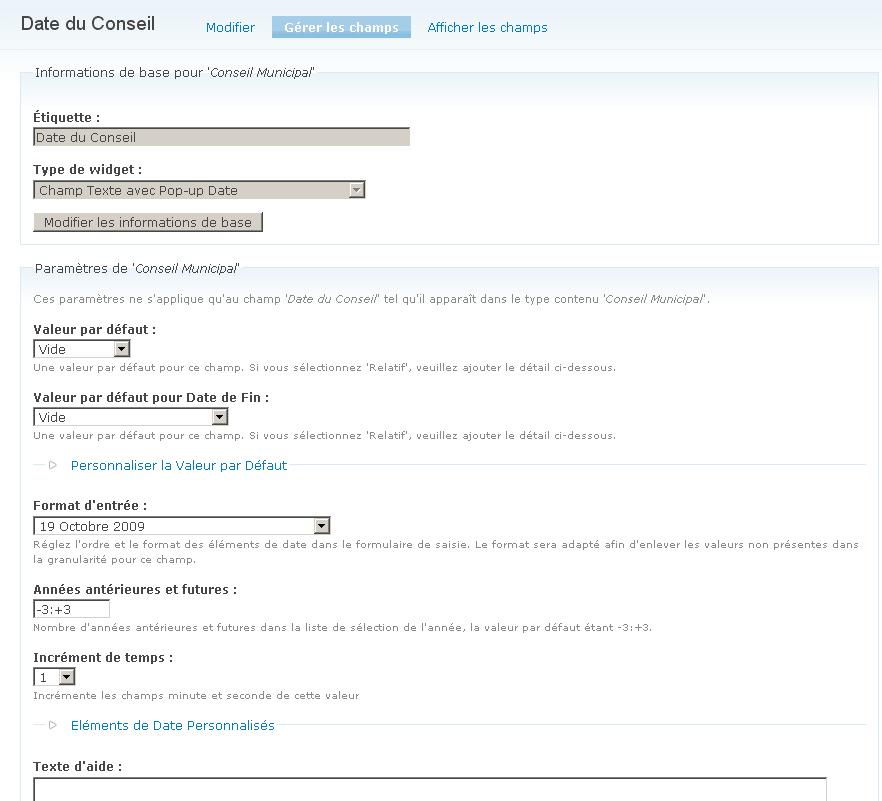 Date du Conseil Modifier Gérer les champs Afficher les champs
Informations de base pour 'Conseil Municipal'
Étiquette :
Date du Conseil
Type de widget :
Champ Texte avec Pop-up Date
Modifier les informations de base
Paramètres de 'Conseil Municipal'
Ces paramètres ne s'applique qu'au champ 'Date du Conseil' tel qu'il apparaît dans le type contenu 'Conseil Municipal'.
Valeur par défaut :
Vide
Une valeur par défaut pour ce champ. Si vous sélectionnez 'Relatif', veuillez ajouter le détail ci-dessous.
Valeur par défaut pour Date de Fin :
Vide
Une valeur par défaut pour ce champ. Si vous sélectionnez 'Relatif', veuillez ajouter le détail ci-dessous.
Personnaliser la Valeur par Défaut
Format d'entrée :
19 Octobre 2009
Réglez l'ordre et le format des éléments de date dans le formulaire de saisie. Le format sera adapté afin d'enlever les valeurs non présentes dans
la granularité pour ce champ.
Années antérieures et futures :
-3:+3
Nombre d'années antérieures et futures dans la liste de sélection de l'année, la valeur par défaut étant -3:+3.
Incrément de temps :
1
Incrémente les champs minute et seconde de cette valeur
Eléments de Date Personnalisés
Texte d'aide :